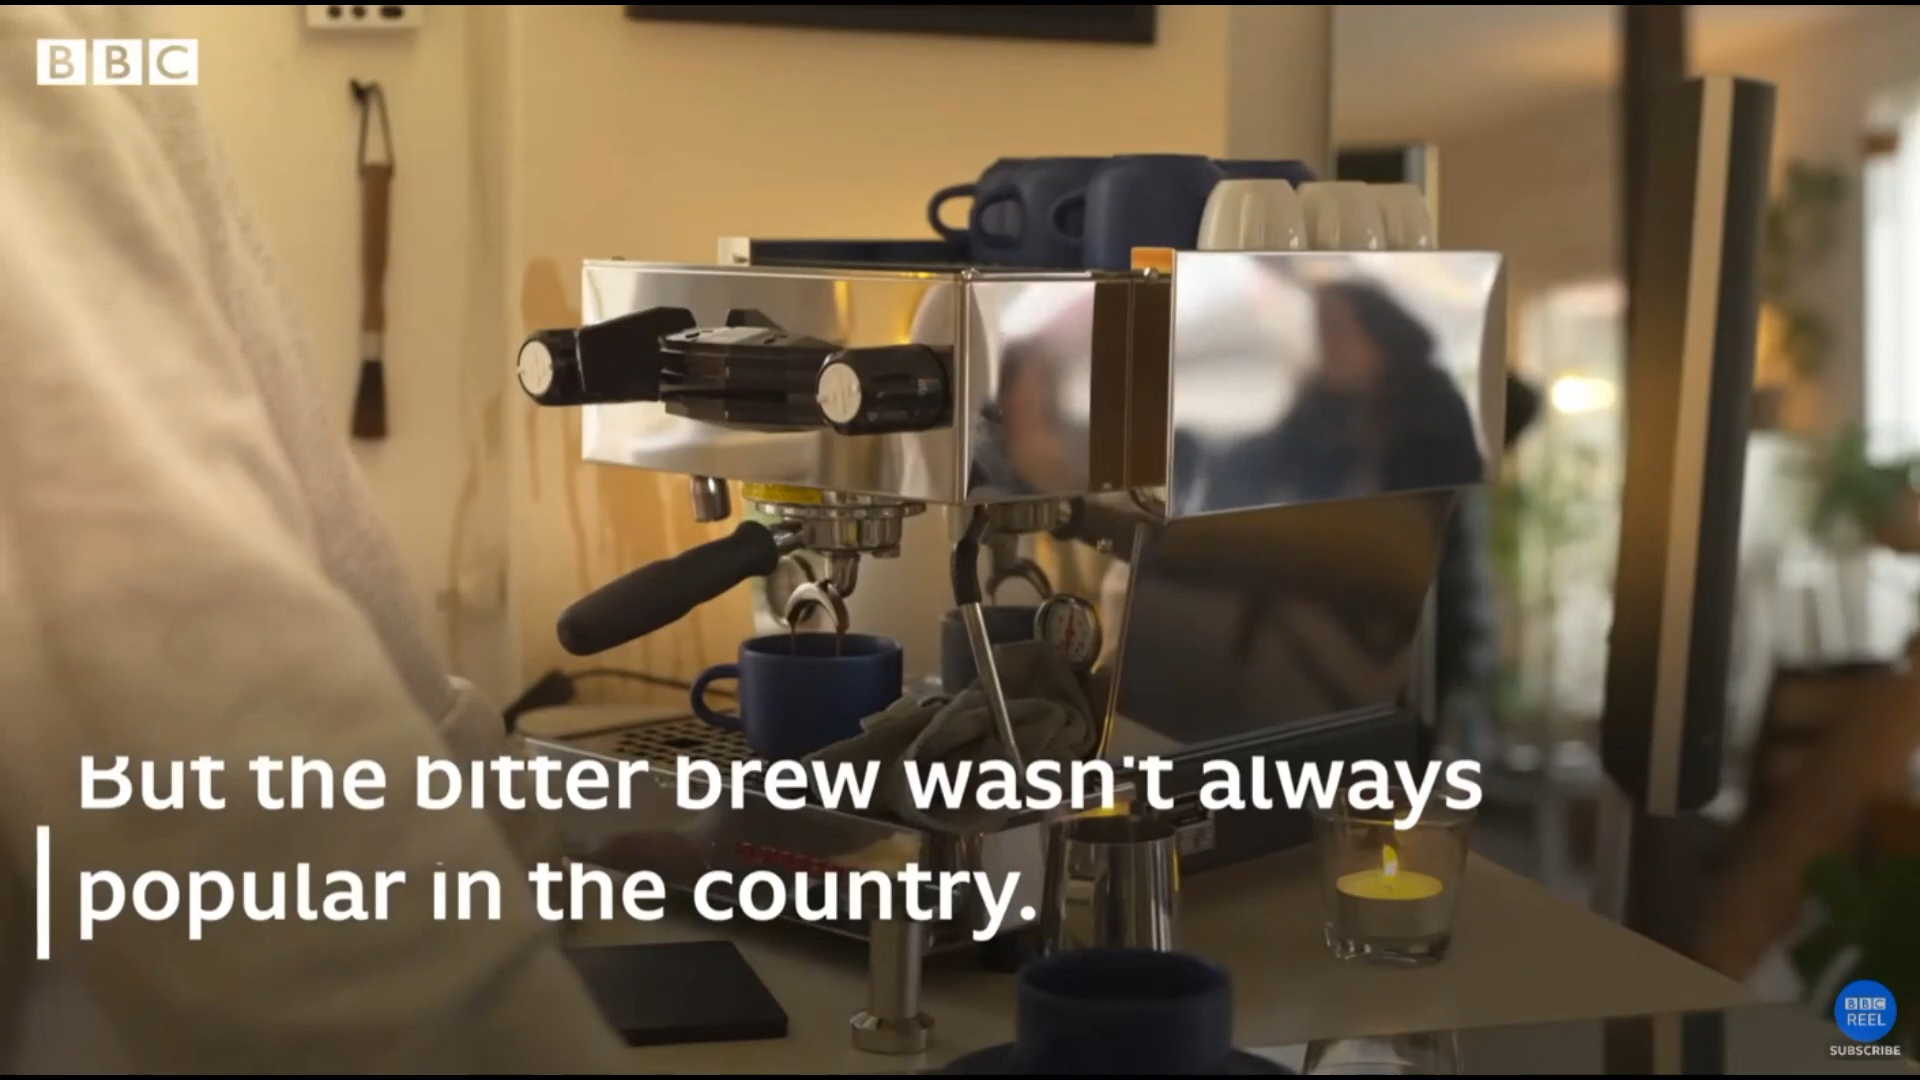 BBC
But the bitter brew wasn't always
popular in the country.
BBC
REEL
SUBSCRIBE